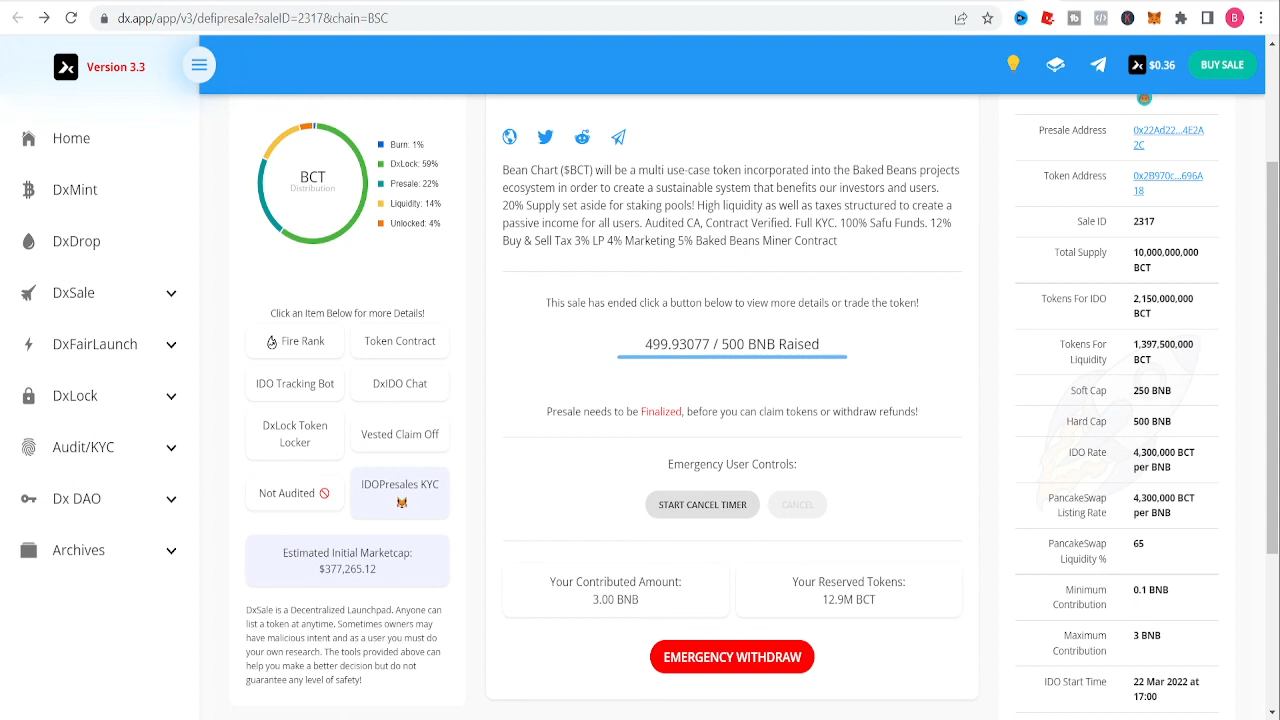 dx.app/app/v3/defipresale?saleID=2317&chain=BSC
B
Version 3.3
$0.36
BUY SALE
Home
DxMint
DxDrop
DxSale
DxFairLaunch
DxLock
Audit/KYC
Dx DAO
Archives
BCT
Distribution
Burn: 1%
DxLock: 59%
Presale: 22%
Liquidity: 14%
Unlocked: 4%
Click an Item Below for more Details!
Fire Rank
Token Contract
IDO Tracking Bot
DxIDO Chat
DxLock Token
Locker
Vested Claim Off
Not Audited
IDOPresales KYC
Estimated Initial Marketcap:
$377,265.12
DxSale is a Decentralized Launchpad. Anyone can
list a token at anytime. Sometimes owners may
have malicious intent and as a user you must do
your own research. The tools provided above can
help you make a better decision but do not
guarantee any level of safety!
Bean Chart ($BCT) will be a multi use-case token incorporated into the Baked Beans projects
ecosystem in order to create a sustainable system that benefits our investors and users.
20% Supply set aside for staking pools! High liquidity as well as taxes structured to create a
passive income for all users. Audited CA, Contract Verified. Full KYC. 100% Safu Funds. 12%
Buy & Sell Tax 3% LP 4% Marketing 5% Baked Beans Miner Contract
This sale has ended click a button below to view more details or trade the token!
499.93077 / 500 BNB Raised
Presale needs to be Finalized, before you can claim tokens or withdraw refunds!
Emergency User Controls:
START CANCEL TIMER
CANCEL
Your Contributed Amount:
3.00 BNB
Your Reserved Tokens:
12.9M BCT
EMERGENCY WITHDRAW
Presale Address
0x22Ad22...4E2A
2C
Token Address
0x2B970c...696A
18
Sale ID
2317
Total Supply
10,000,000,000
BCT
Tokens For IDO
2,150,000,000
BCT
Tokens For
Liquidity
1,397,500,000
BCT
Soft Cap
250 BNB
Hard Cap
500 BNB
IDO Rate
4,300,000 BCT
per BNB
PancakeSwap
Listing Rate
4,300,000 BCT
per BNB
PancakeSwap
Liquidity %
65
Minimum
Contribution
0.1 BNB
Maximum
Contribution
3 BNB
IDO Start Time
22 Mar 2022 at
17:00